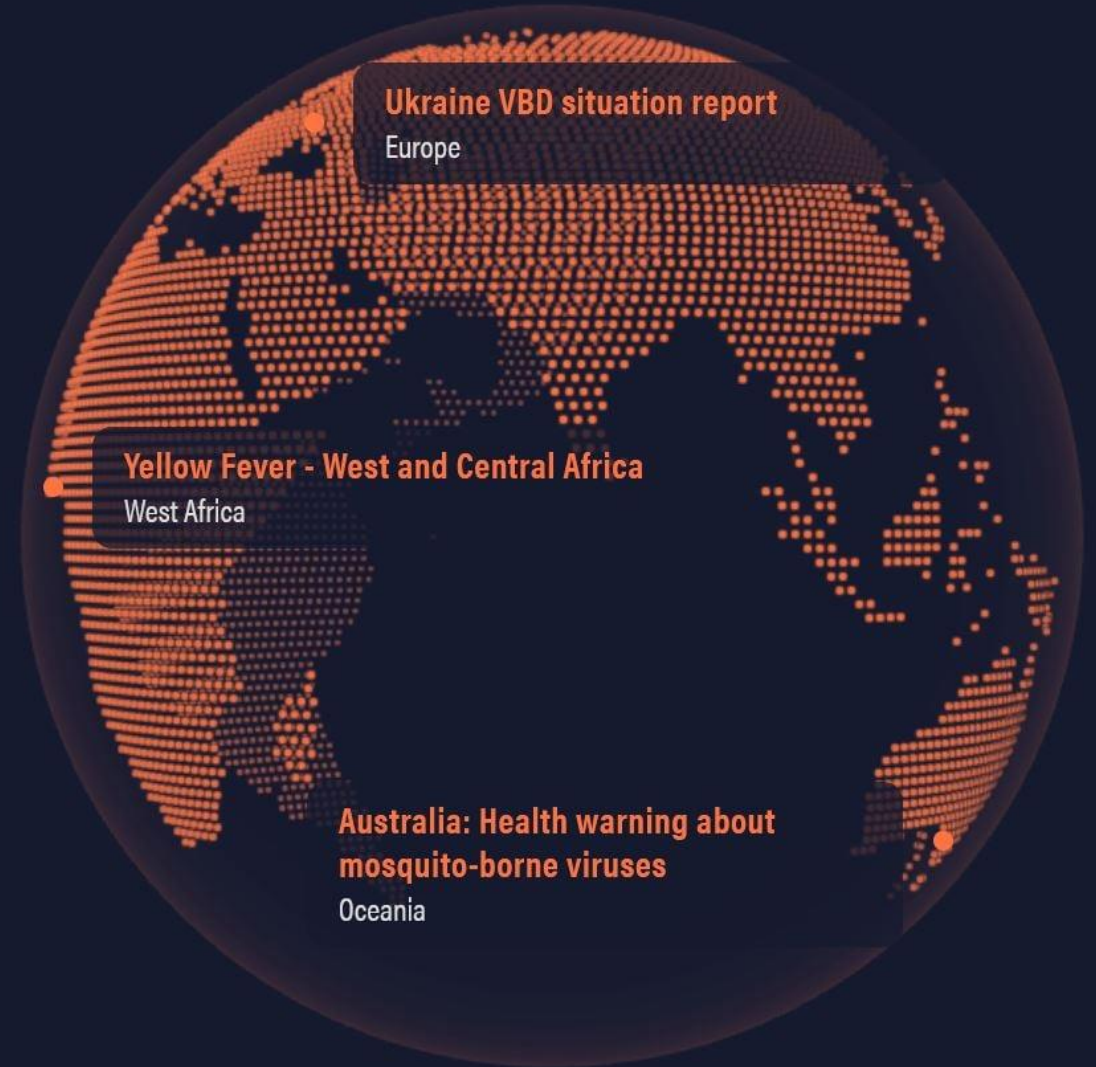 Ukraine VBD situation report
Europe
Yellow Fever - West and Central Africa
West Africa
Australia: Health warning about
mosquito-borne viruses
Oceania